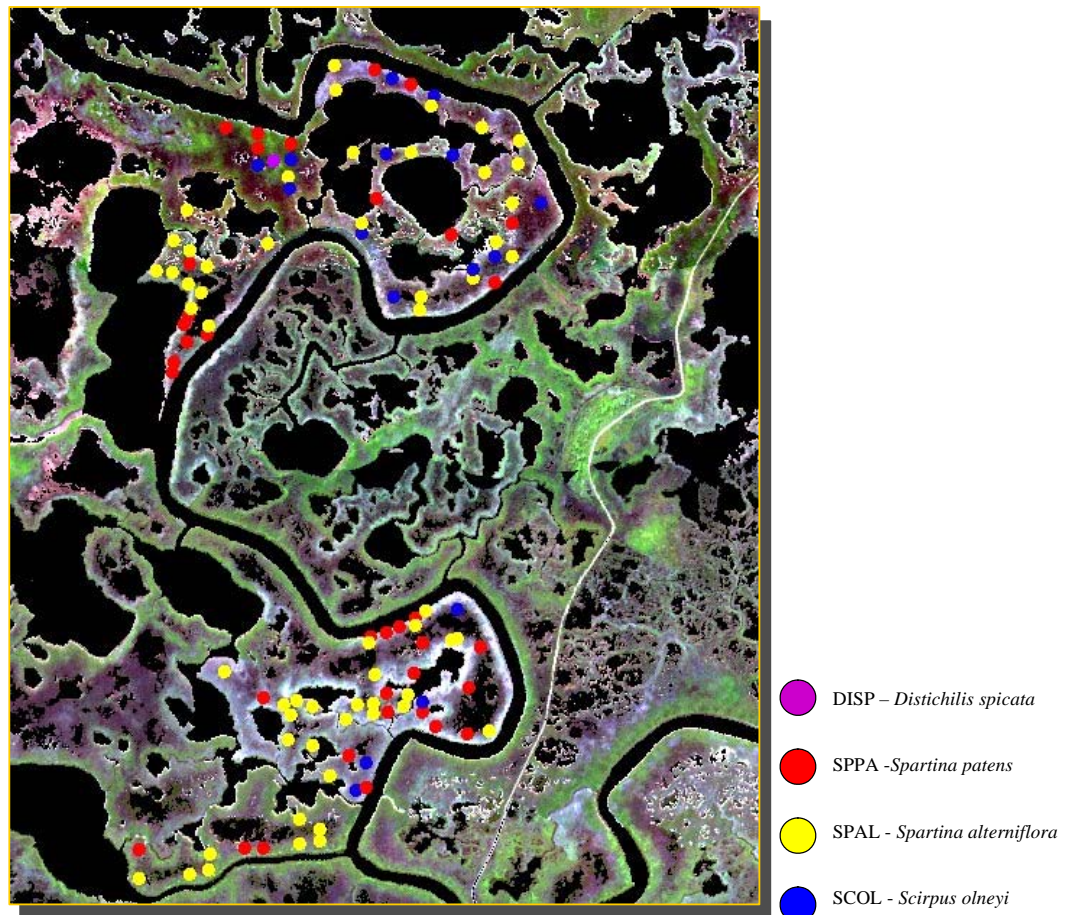 DISP – Distichilis spicata
SPPA -Spartina patens
SPAL - Spartina alterniflora
SCOL - Scirpus olneyi